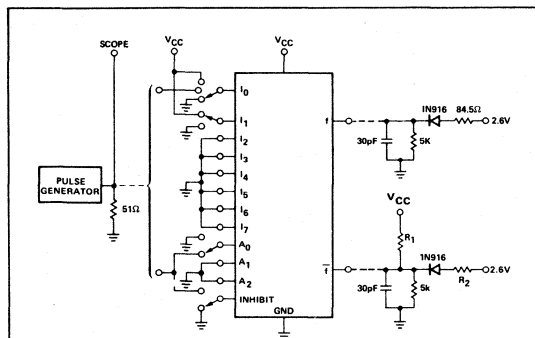 SCOPE
VCC
VCC
I0
I1
I2
I3
I4
I5
I6
I7
A0
A1
A2
INHIBIT
GND
PULSE
GENERATOR
51Ω
f
1N916
84.5Ω
2.6V
30pF
5K
VCC
R1
f̅
1N916
R2
2.6V
30pF
5k